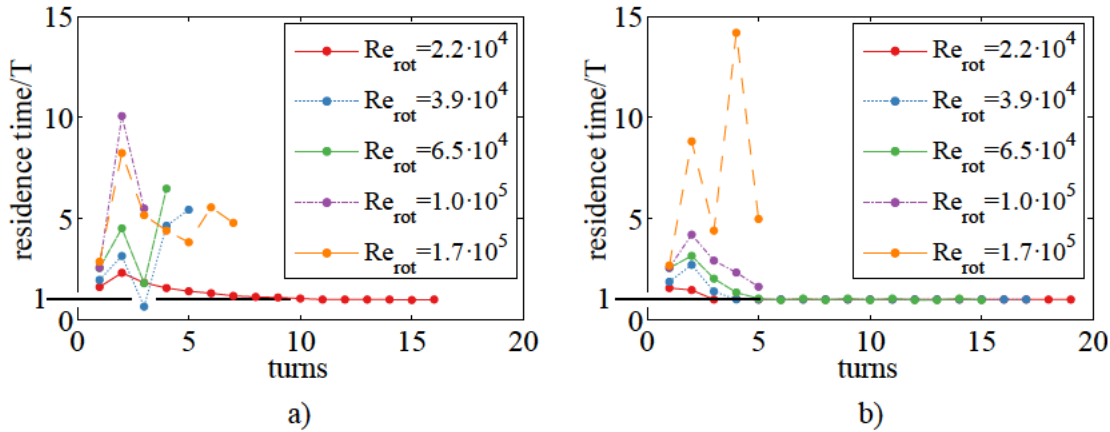 15
10
5
1
0
residence time/T
Re_rot=2.2·10^4
Re_rot=3.9·10^4
Re_rot=6.5·10^4
Re_rot=1.0·10^5
Re_rot=1.7·10^5
0 5 10 15 20
turns
a)
15
10
5
1
0
residence time/T
Re_rot=2.2·10^4
Re_rot=3.9·10^4
Re_rot=6.5·10^4
Re_rot=1.0·10^5
Re_rot=1.7·10^5
0 5 10 15 20
turns
b)